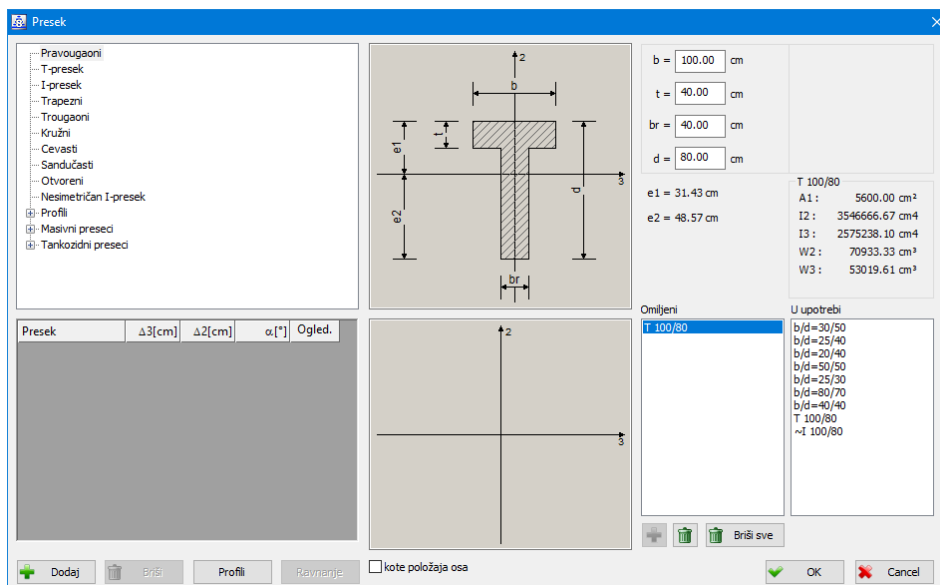 Presek
Pravougaoni
T-presek
I-presek
Trapezni
Trougaoni
Kružni
Cevasti
Sandučasti
Otvoreni
Nesimetričan I-presek
Profili
Masivni preseci
Tankozidni preseci
2
b
t
e1
3
d
e2
br
b = 100.00 cm
t = 40.00 cm
br = 40.00 cm
d = 80.00 cm
e1 = 31.43 cm
e2 = 48.57 cm
T 100/80
A1 : 5600.00 cm²
I2 : 3546666.67 cm4
I3 : 2575238.10 cm4
W2 : 70933.33 cm³
W3 : 53019.61 cm³
Presek Δ3[cm] Δ2[cm] α[°] Ogled.
2
3
Omiljeni
T 100/80
U upotrebi
b/d=30/50
b/d=25/40
b/d=20/40
b/d=50/50
b/d=25/30
b/d=80/70
b/d=40/40
T 100/80
~I 100/80
Briši sve
Dodaj Briši Profili Ravnanje kote položaja osa OK Cancel